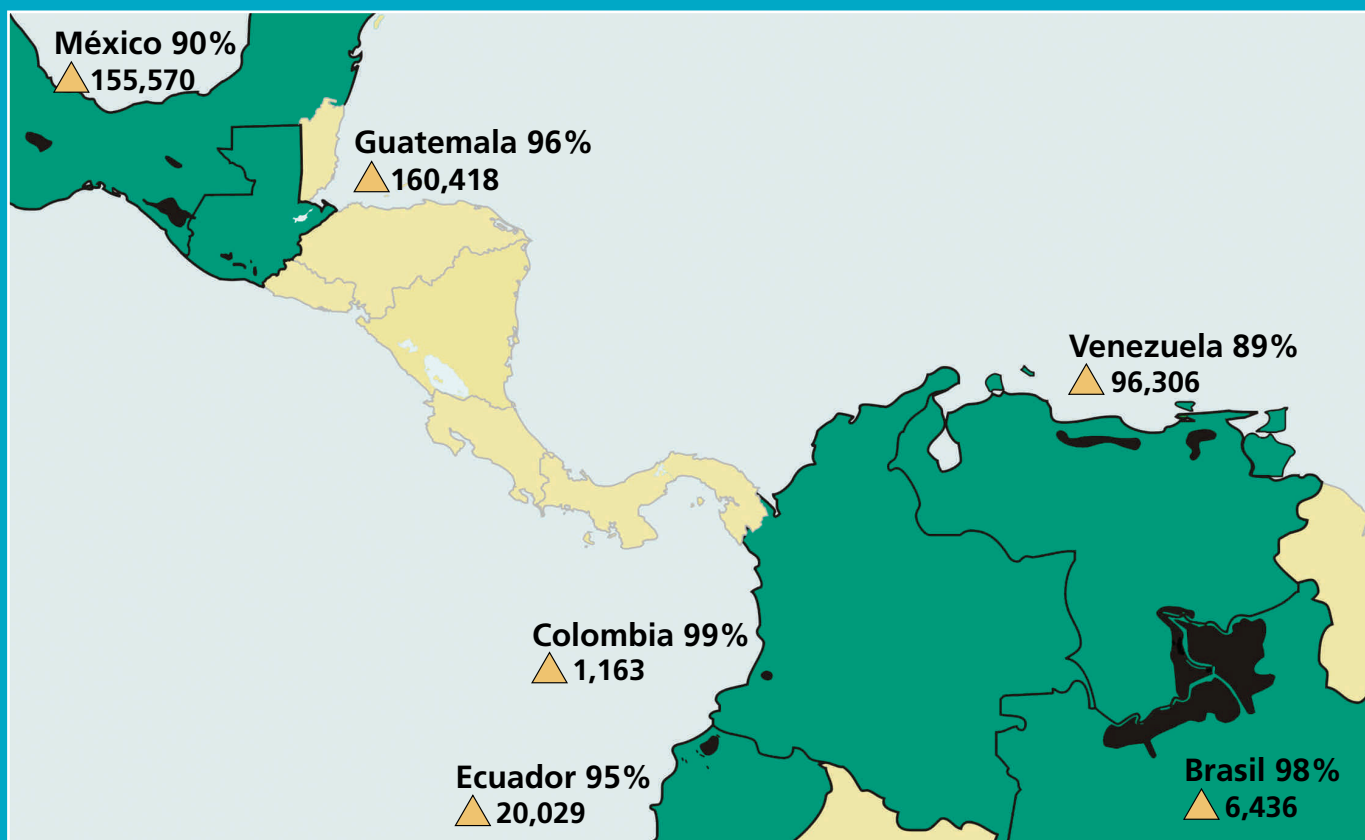 México 90%
155,570
Guatemala 96%
160,418
Venezuela 89%
96,306
Colombia 99%
1,163
Ecuador 95%
20,029
Brasil 98%
6,436